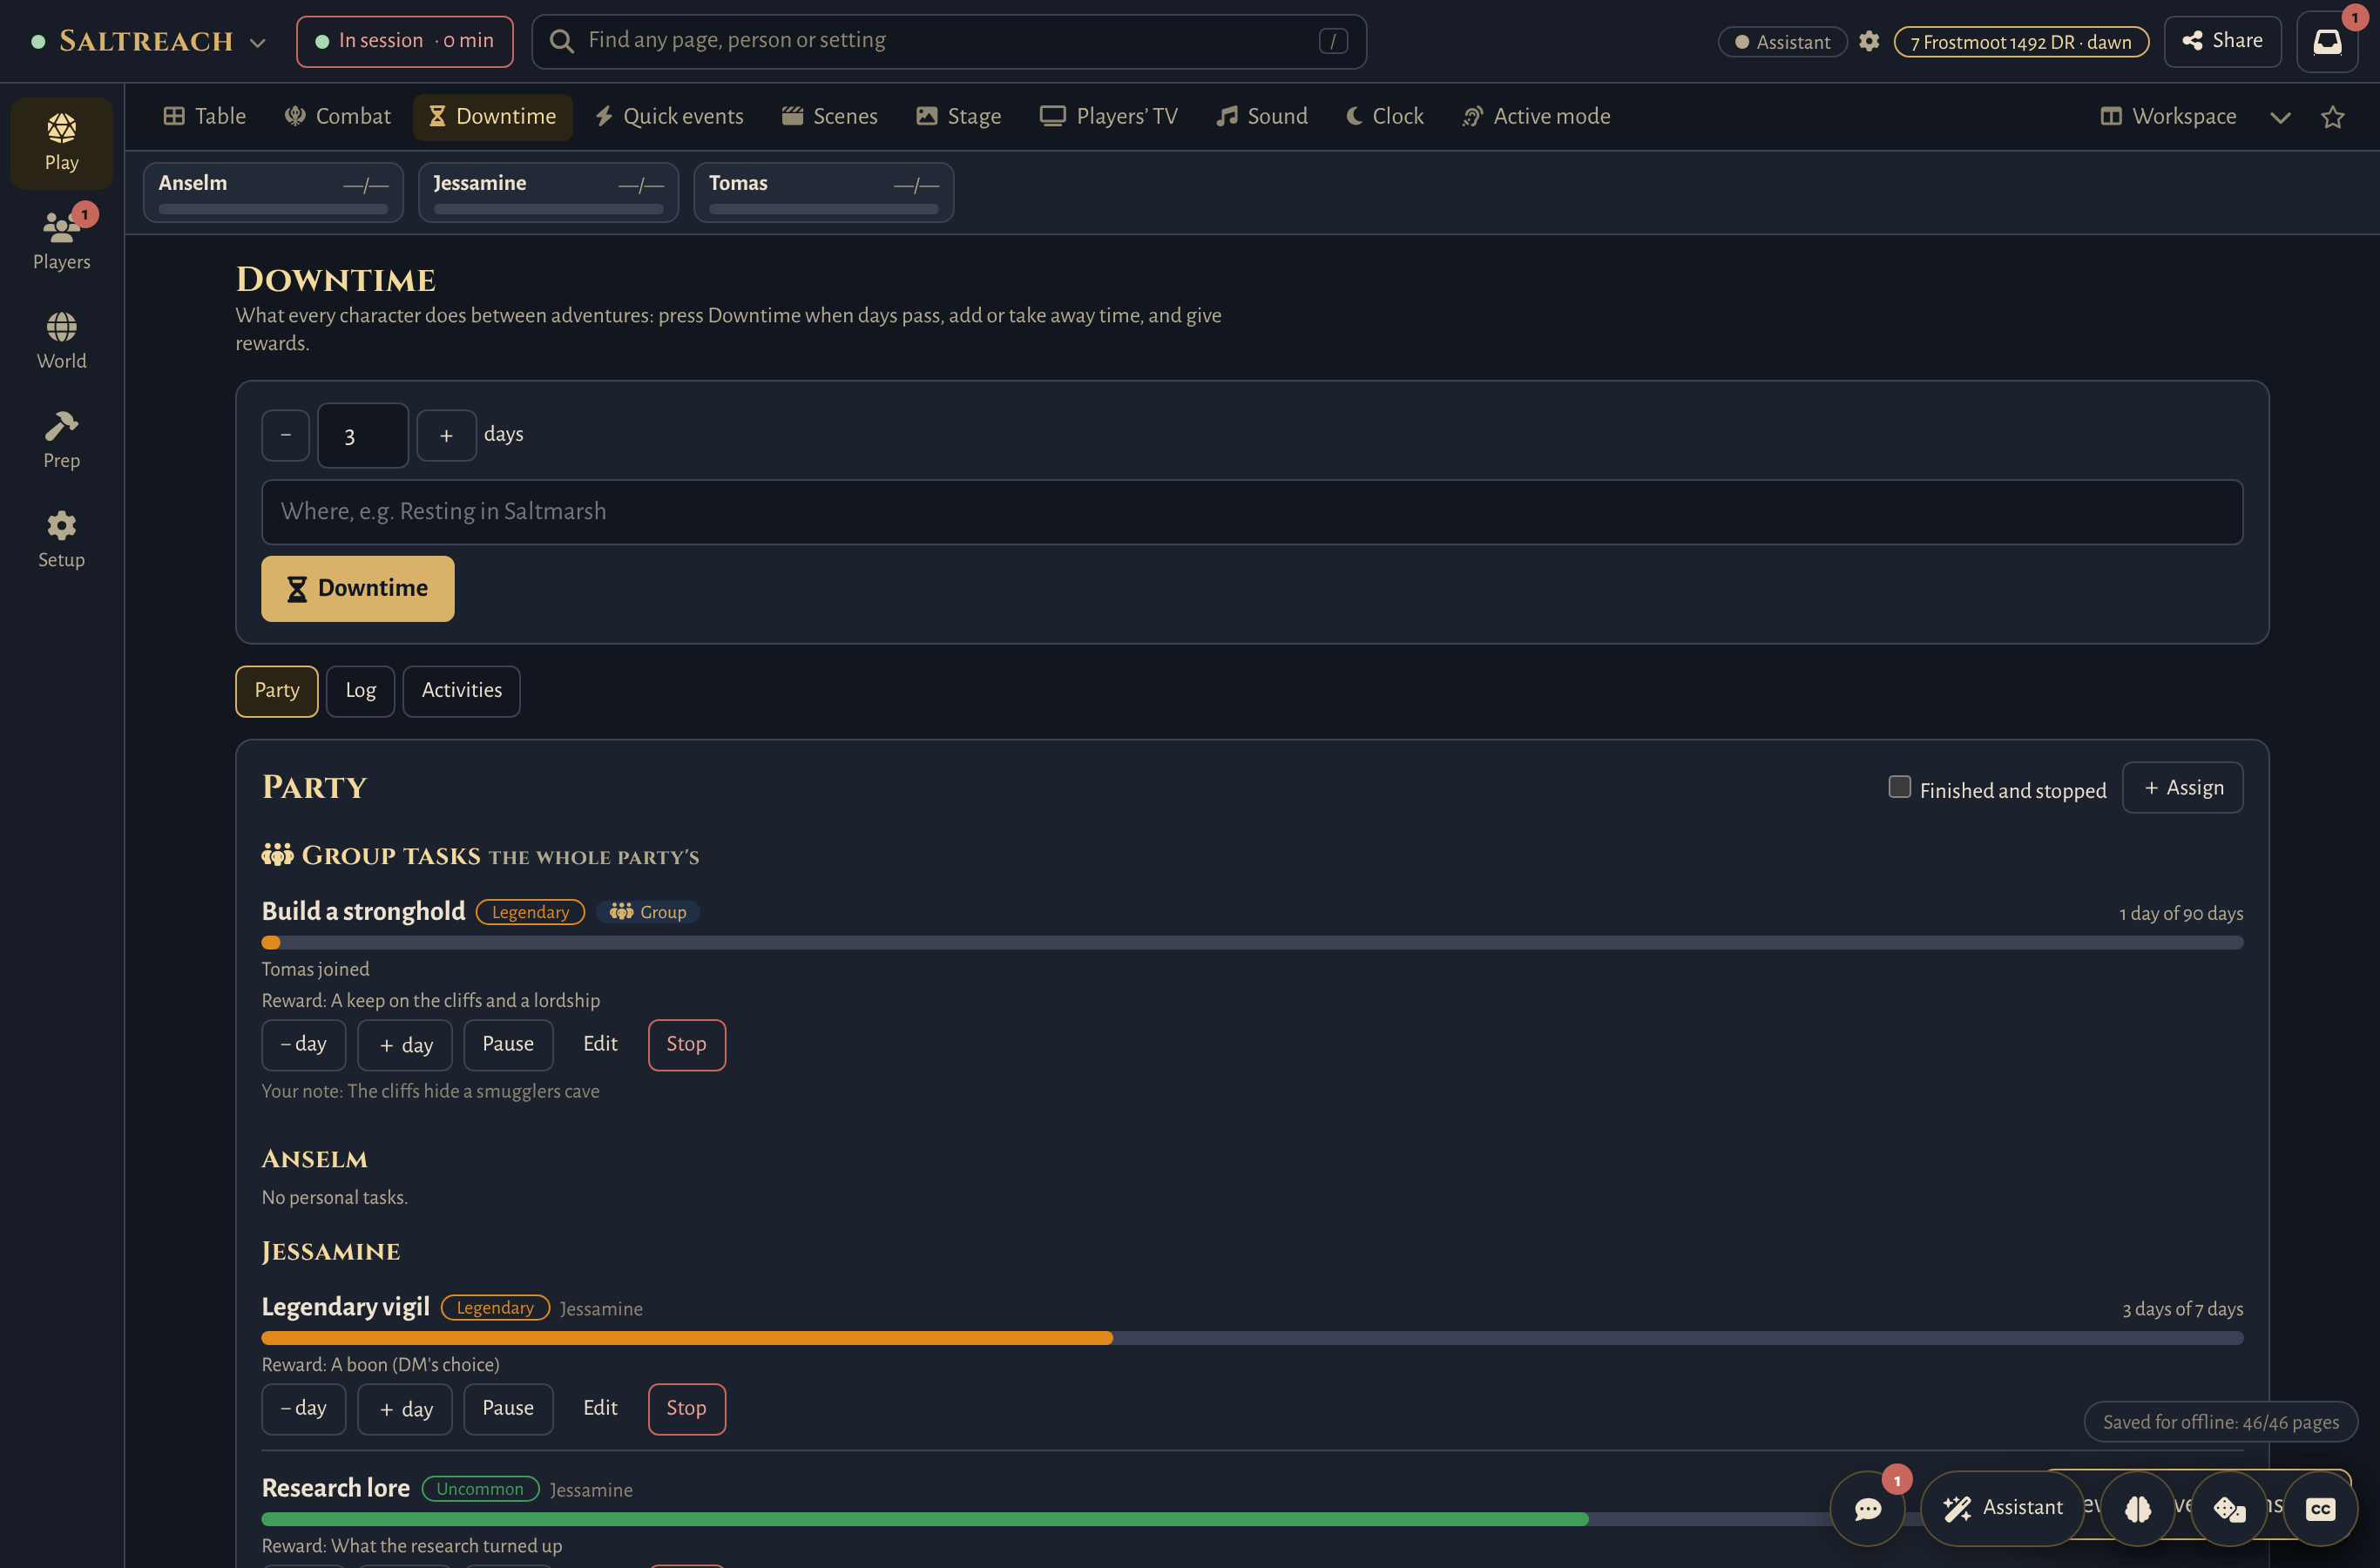 SALTREACH
In session · 0 min
Find any page, person or setting
/
Assistant
7 Frostmoot 1492 DR · dawn
Share
1
Play
Table
Combat
Downtime
Quick events
Scenes
Stage
Players' TV
Sound
Clock
Active mode
Workspace
1
Players
World
Prep
Setup
Anselm —/—
Jessamine —/—
Tomas —/—
DOWNTIME
What every character does between adventures: press Downtime when days pass, add or take away time, and give
rewards.
− 3 + days
Where, e.g. Resting in Saltmarsh
Downtime
Party
Log
Activities
PARTY
Finished and stopped
+ Assign
GROUP TASKS THE WHOLE PARTY'S
Build a stronghold Legendary Group 1 day of 90 days
Tomas joined
Reward: A keep on the cliffs and a lordship
− day + day Pause Edit Stop
Your note: The cliffs hide a smugglers cave
ANSELM
No personal tasks.
JESSAMINE
Legendary vigil Legendary Jessamine 3 days of 7 days
Reward: A boon (DM's choice)
− day + day Pause Edit Stop
Saved for offline: 46/46 pages
Research lore Uncommon Jessamine
Reward: What the research turned up
1
Assistant
CC